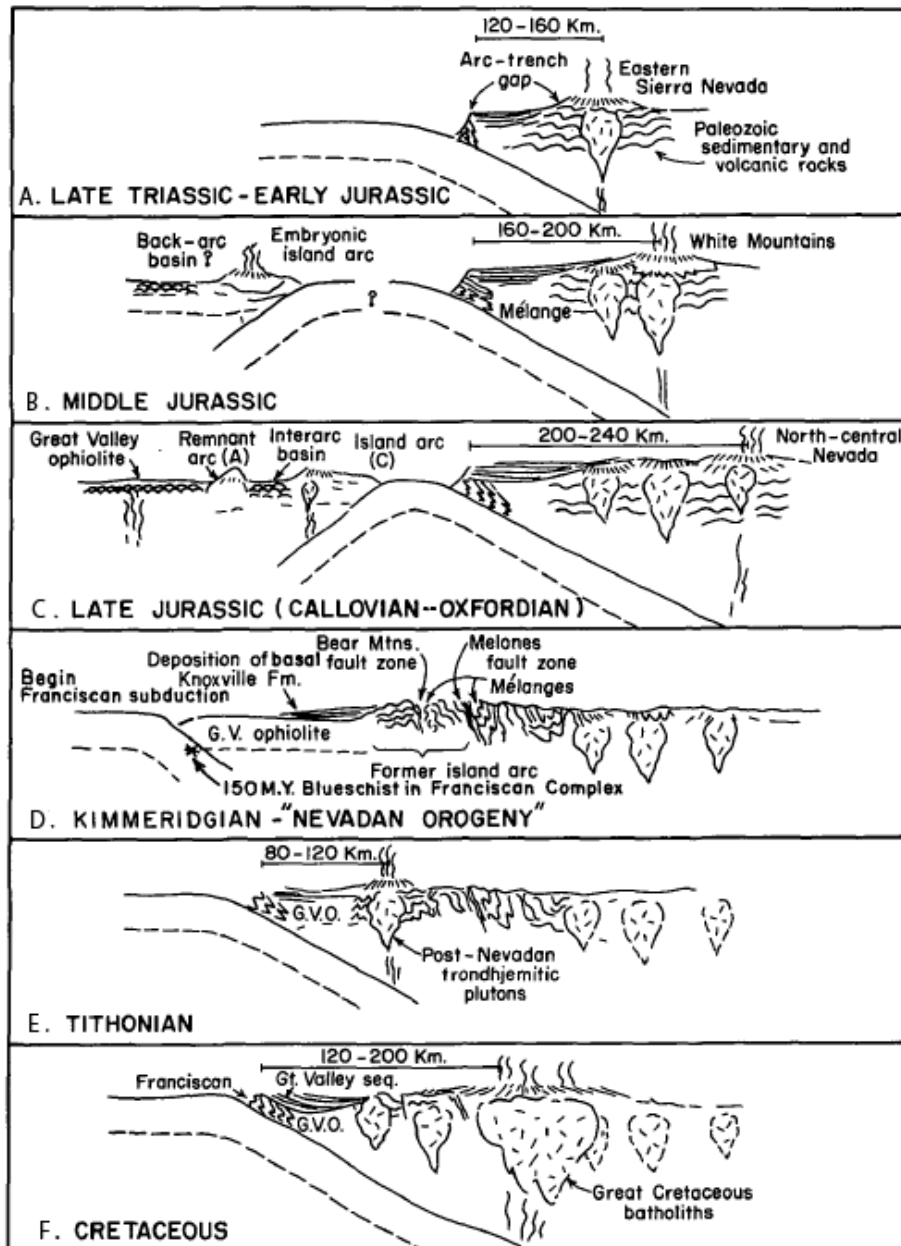 120-160 Km.
Arc-trench
gap
Eastern
Sierra Nevada
Paleozoic
sedimentary and
volcanic rocks
A. LATE TRIASSIC-EARLY JURASSIC
Back-arc
basin ?
Embryonic
island arc
160-200 Km.
White Mountains
?
Mélange
B. MIDDLE JURASSIC
Great Valley
ophiolite
Remnant
arc (A)
Interarc
basin
Island arc
(C)
200-240 Km.
North-central
Nevada
C. LATE JURASSIC (CALLOVIAN--OXFORDIAN)
Begin
Franciscan subduction
Deposition of basal
Knoxville Fm.
Bear Mtns.
fault zone
Melones
fault zone
Mélanges
G.V. ophiolite
Former island arc
150 M.Y. Blueschist in Franciscan Complex
D. KIMMERIDGIAN -"NEVADAN OROGENY"
80-120 Km.
G.V.O.
Post-Nevadan
trondhjemitic
plutons
E. TITHONIAN
120-200 Km.
Franciscan
Gt. Valley seq.
G.V.O.
Great Cretaceous
batholiths
F. CRETACEOUS